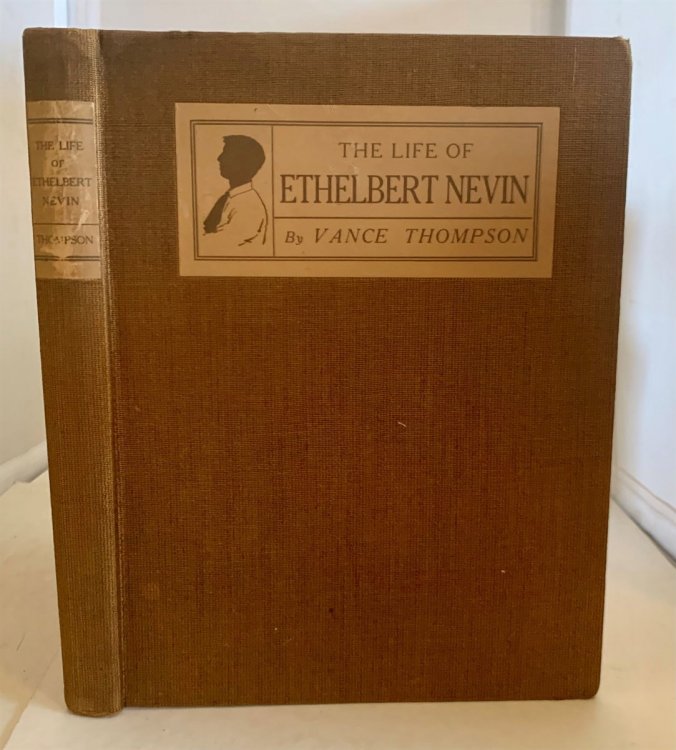 THE LIFE
OF
ETHELBERT
NEVIN
THOMPSON
THE LIFE OF
ETHELBERT NEVIN
By VANCE THOMPSON